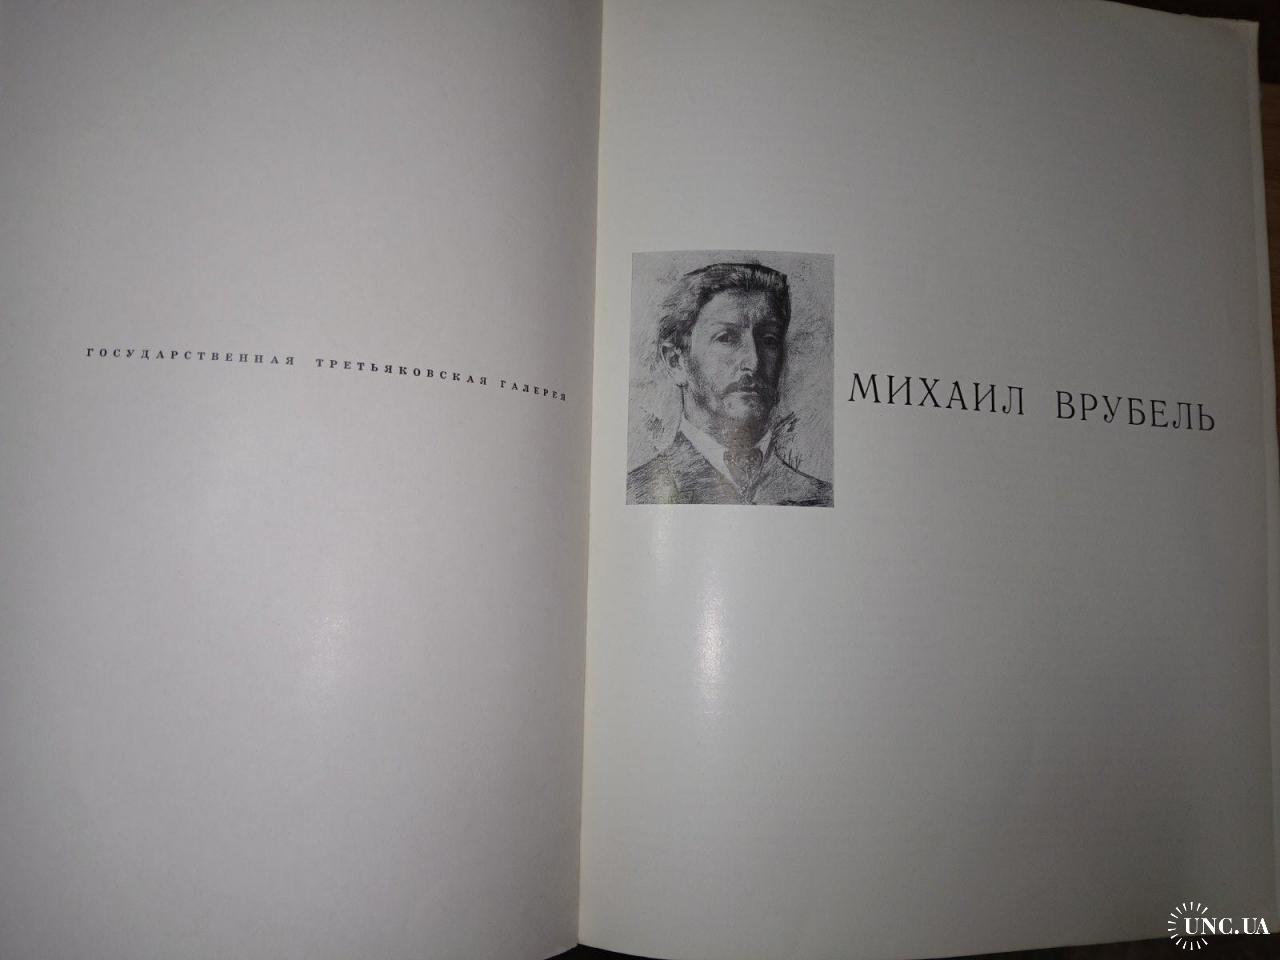 ГОСУДАРСТВЕННАЯ ТРЕТЬЯКОВСКАЯ ГАЛЕРЕЯ
МИХАИЛ ВРУБЕЛЬ
UNC.UA